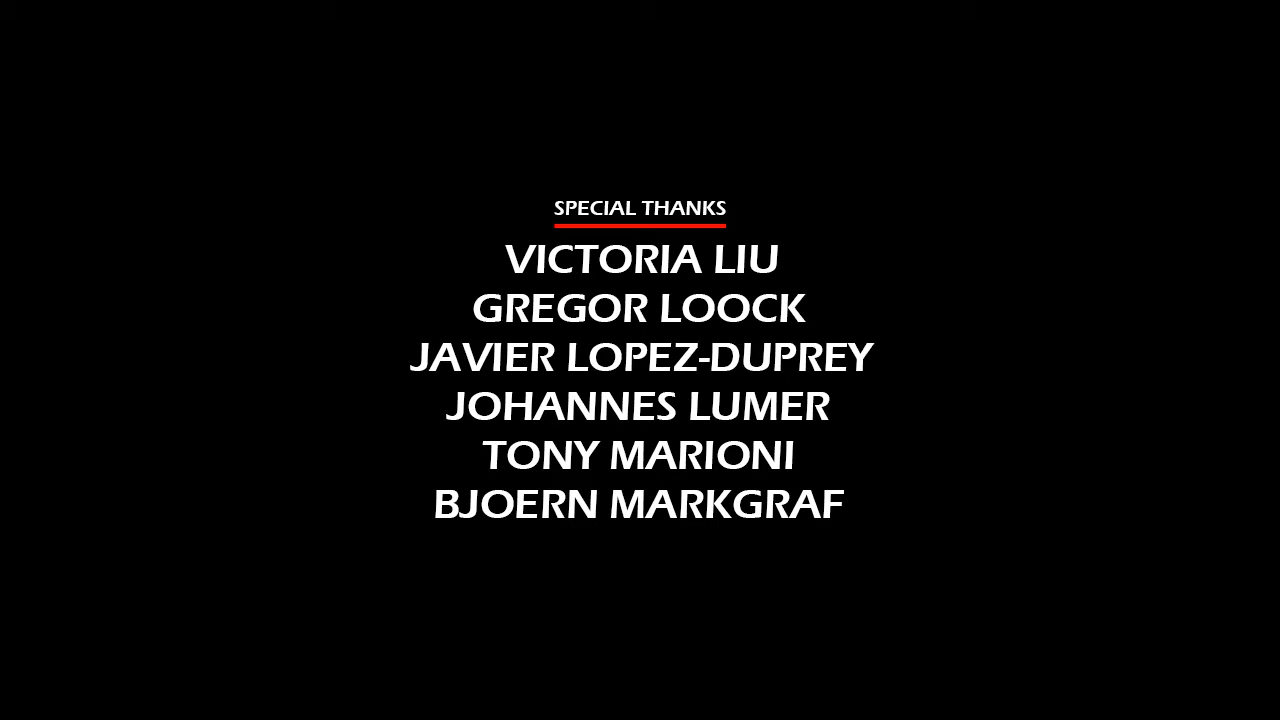 SPECIAL THANKS
VICTORIA LIU
GREGOR LOOCK
JAVIER LOPEZ-DUPREY
JOHANNES LUMER
TONY MARIONI
BJOERN MARKGRAF